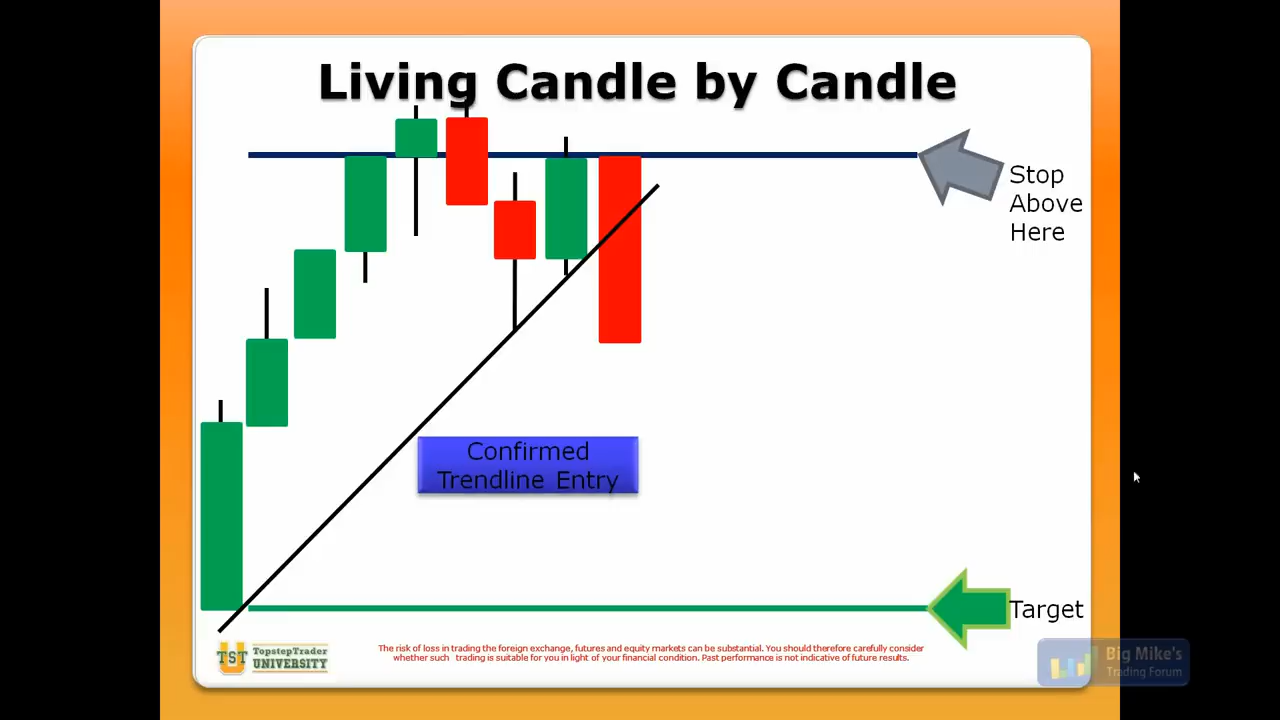 Living Candle by Candle
Stop
Above
Here
Confirmed
Trendline Entry
Target
TST
TopstepTrader
UNIVERSITY
The risk of loss in trading the foreign exchange, futures and equity markets can be substantial. You should therefore carefully consider
whether such trading is suitable for you in light of your financial condition. Past performance is not indicative of future results.
Big Mike's
Trading Forum